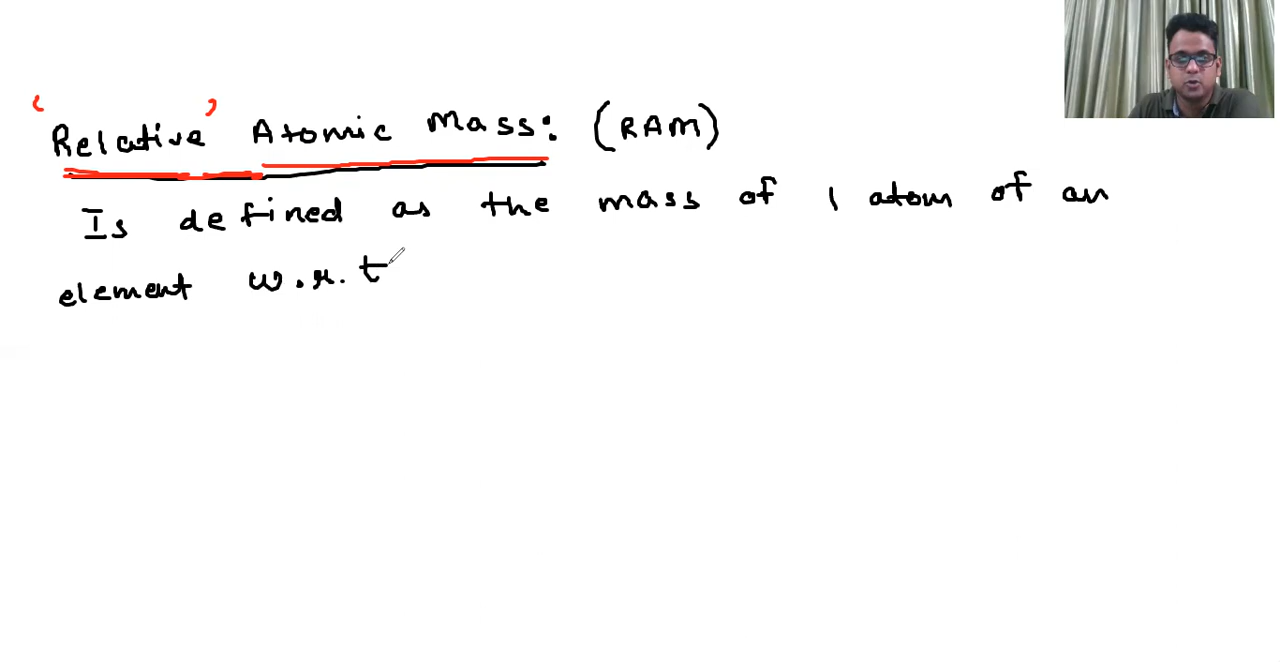 'Relative' Atomic Mass: (RAM)
Is defined as the mass of 1 atom of an
element w.r.t